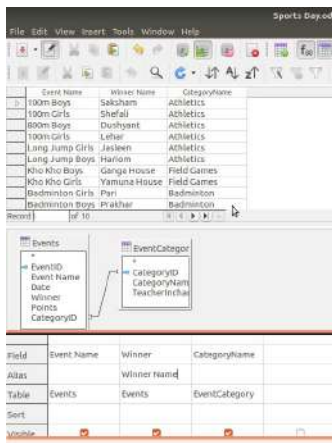 Sports Day.od
File Edit View Insert Tools Window Help
Event Name Winner Name CategoryName
100m Boys Saksham Athletics
100m Girls Shefali Athletics
800m Boys Dushyant Athletics
100m Girls Lehar Athletics
Long Jump Girls Jasleen Athletics
Long Jump Boys Hariom Athletics
Kho Kho Boys Ganga House Field Games
Kho Kho Girls Yamuna House Field Games
Badminton Girls Pari Badminton
Badminton Boys Prakhar Badminton
Record of 10
Events
*
EventID
Event Name
Date
Winner
Points
CategoryID
EventCategor
*
CategoryID
CategoryNam
TeacherInchar
Field Event Name Winner CategoryName
Alias Winner Name
Table Events Events EventCategory
Sort
Visible